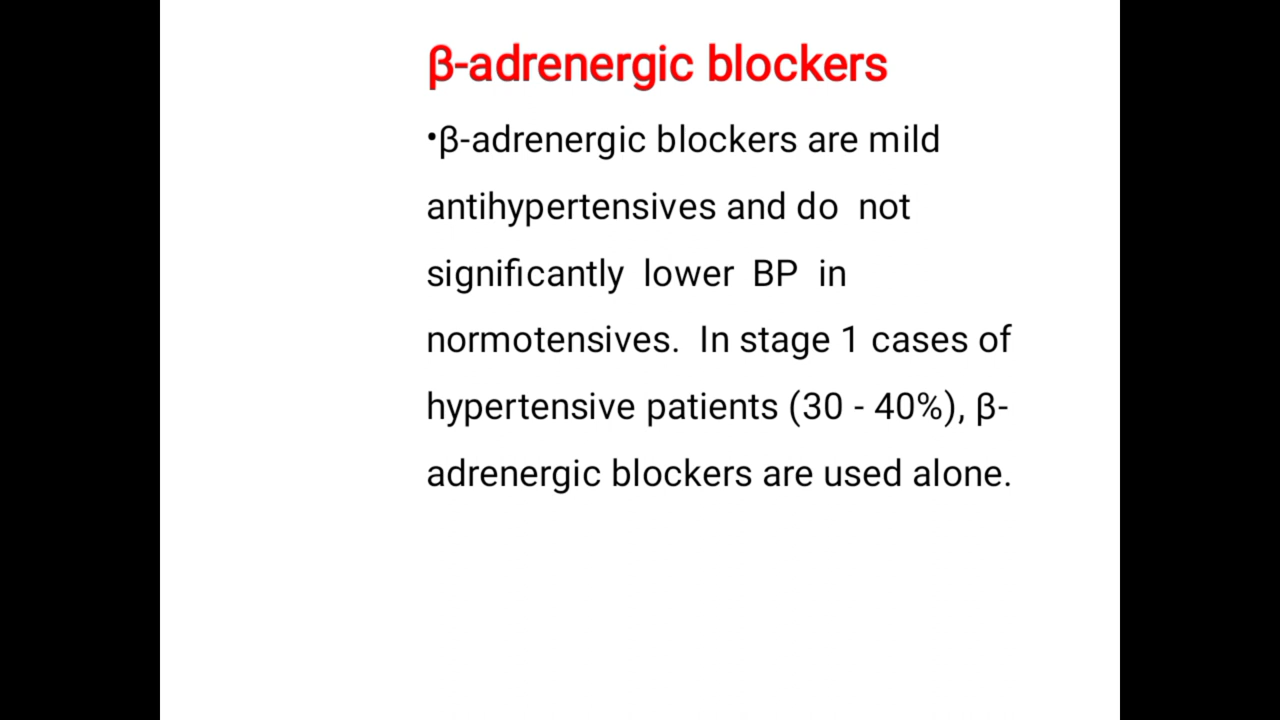 β-adrenergic blockers
•β-adrenergic blockers are mild
antihypertensives and do  not
significantly  lower  BP  in
normotensives.  In stage 1 cases of
hypertensive patients (30 - 40%), β-
adrenergic blockers are used alone.